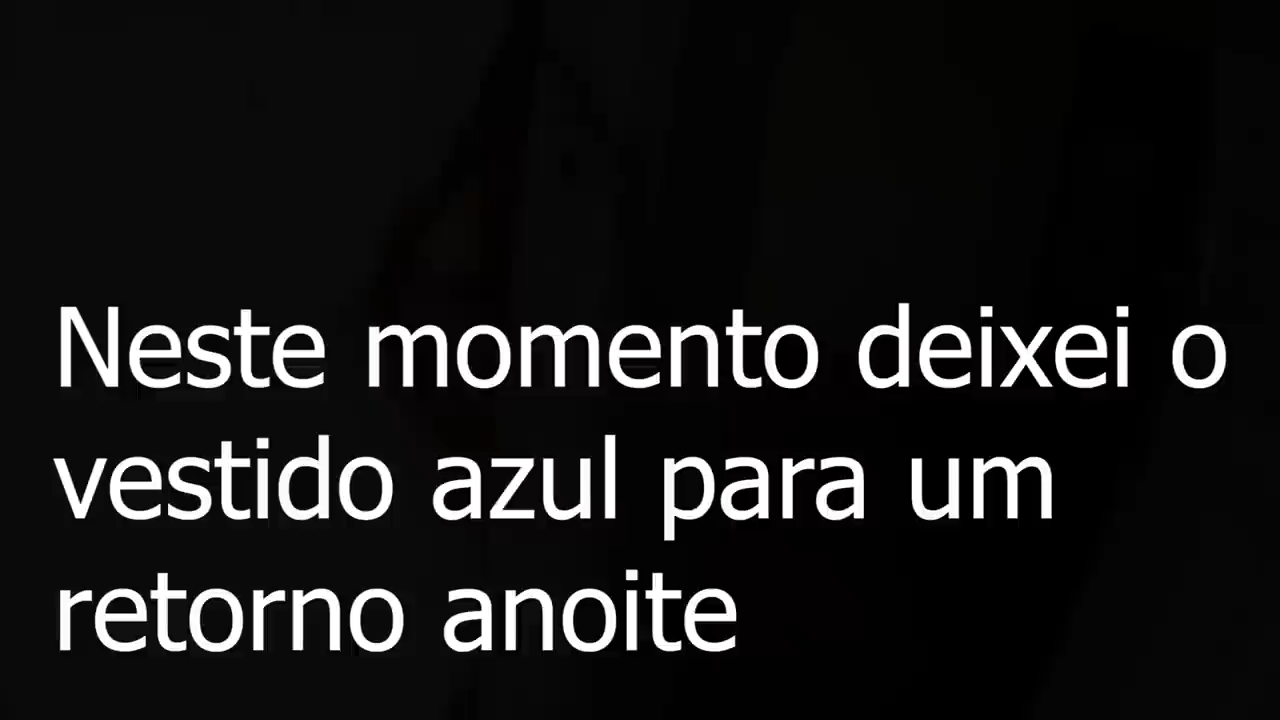 Neste momento deixei o
vestido azul para um
retorno anoite